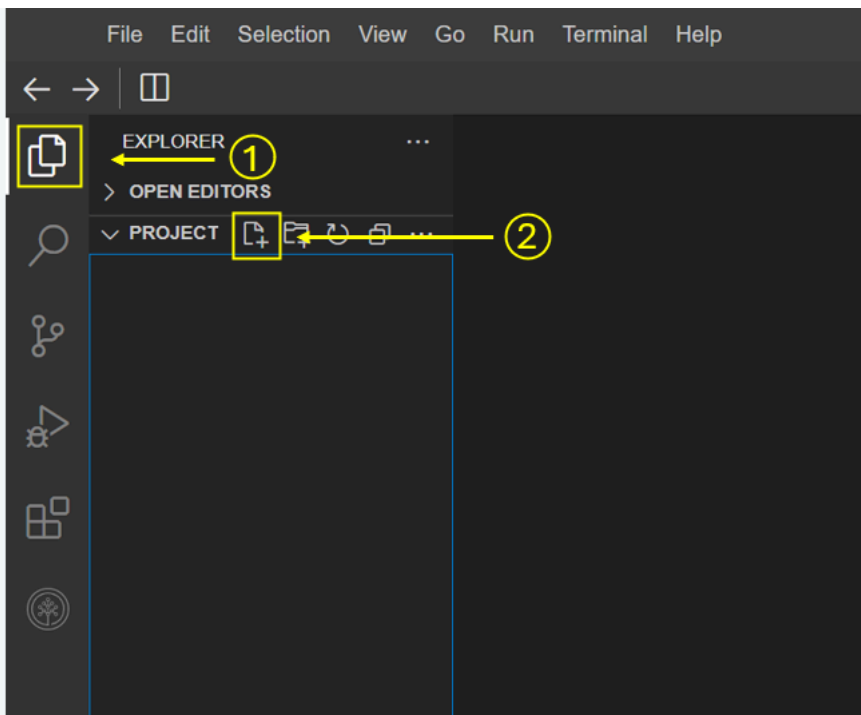 File Edit Selection View Go Run Terminal Help
EXPLORER ...
1
OPEN EDITORS
PROJECT ...
2